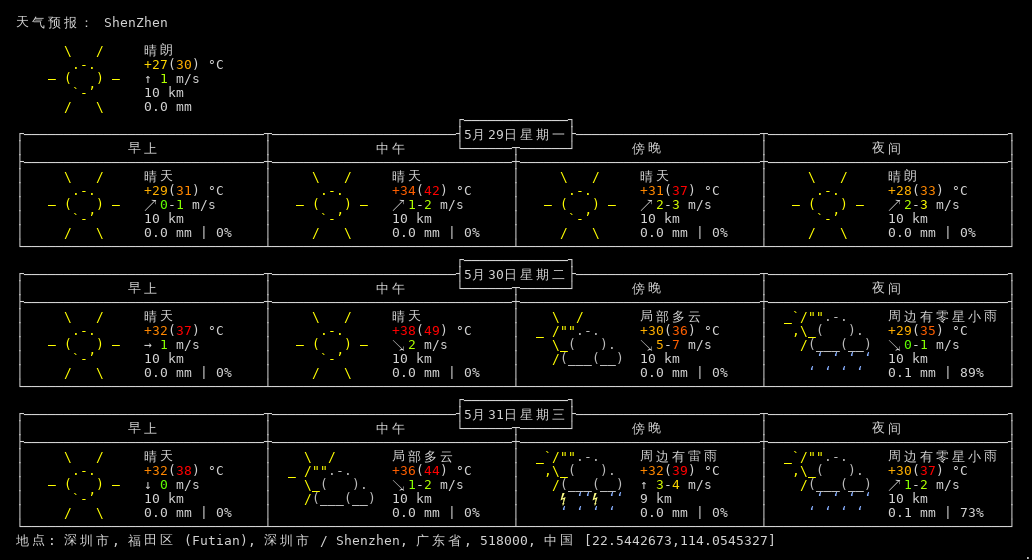 天气预报： ShenZhen
晴朗
+27(30) °C
↑ 1 m/s
10 km
0.0 mm
5月29日星期一
早上 中午 傍晚 夜间
晴天 晴天 晴天 晴朗
+29(31) °C +34(42) °C +31(37) °C +28(33) °C
↗ 0-1 m/s ↗ 1-2 m/s ↗ 2-3 m/s ↗ 2-3 m/s
10 km 10 km 10 km 10 km
0.0 mm | 0% 0.0 mm | 0% 0.0 mm | 0% 0.0 mm | 0%
5月30日星期二
早上 中午 傍晚 夜间
晴天 晴天 局部多云 周边有零星小雨
+32(37) °C +38(49) °C +30(36) °C +29(35) °C
→ 1 m/s ↘ 2 m/s ↘ 5-7 m/s ↘ 0-1 m/s
10 km 10 km 10 km 10 km
0.0 mm | 0% 0.0 mm | 0% 0.0 mm | 0% 0.1 mm | 89%
5月31日星期三
早上 中午 傍晚 夜间
晴天 局部多云 周边有雷雨 周边有零星小雨
+32(38) °C +36(44) °C +32(39) °C +30(37) °C
↓ 0 m/s ↘ 1-2 m/s ↑ 3-4 m/s ↗ 1-2 m/s
10 km 10 km 9 km 10 km
0.0 mm | 0% 0.0 mm | 0% 0.0 mm | 0% 0.1 mm | 73%
地点: 深圳市, 福田区 (Futian), 深圳市 / Shenzhen, 广东省, 518000, 中国 [22.5442673,114.0545327]